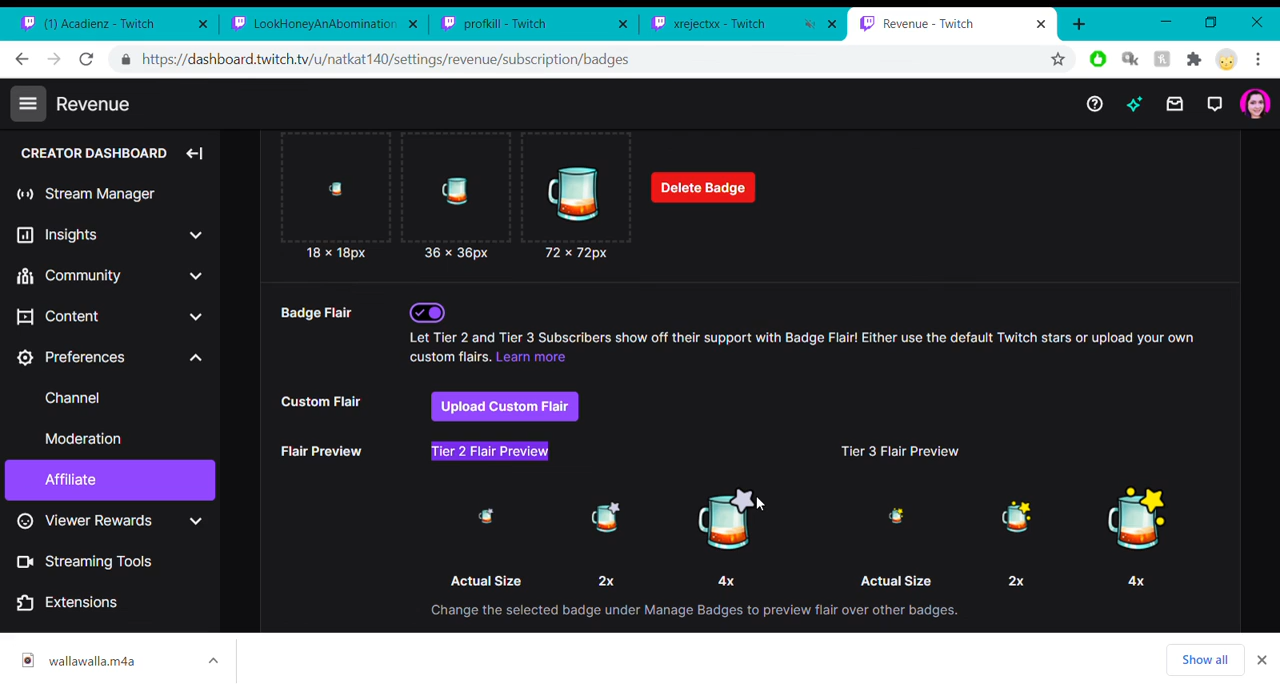 (1) Acadienz - Twitch
LookHoneyAnAbomination
profkill - Twitch
xrejectxx - Twitch
Revenue - Twitch
https://dashboard.twitch.tv/u/natkat140/settings/revenue/subscription/badges
Revenue
CREATOR DASHBOARD
Stream Manager
Insights
Community
Content
Preferences
Channel
Moderation
Affiliate
Viewer Rewards
Streaming Tools
Extensions
Delete Badge
18 × 18px
36 × 36px
72 × 72px
Badge Flair
Let Tier 2 and Tier 3 Subscribers show off their support with Badge Flair! Either use the default Twitch stars or upload your own
custom flairs. Learn more
Custom Flair
Upload Custom Flair
Flair Preview
Tier 2 Flair Preview
Tier 3 Flair Preview
Actual Size
2x
4x
Actual Size
2x
4x
Change the selected badge under Manage Badges to preview flair over other badges.
wallawalla.m4a
Show all